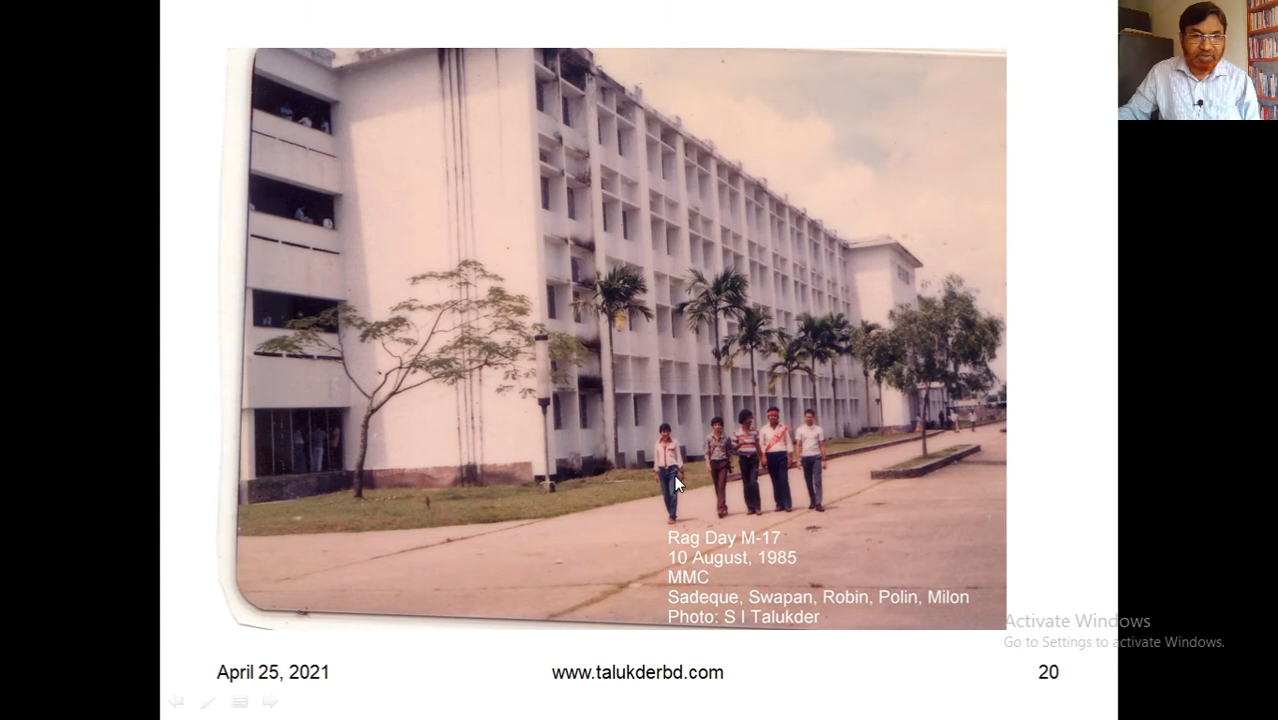 Rag Day M-17
10 August, 1985
MMC
Sadeque, Swapan, Robin, Polin, Milon
Photo: S I Talukder
Activate Windows
Go to Settings to activate Windows.
April 25, 2021
www.talukderbd.com
20